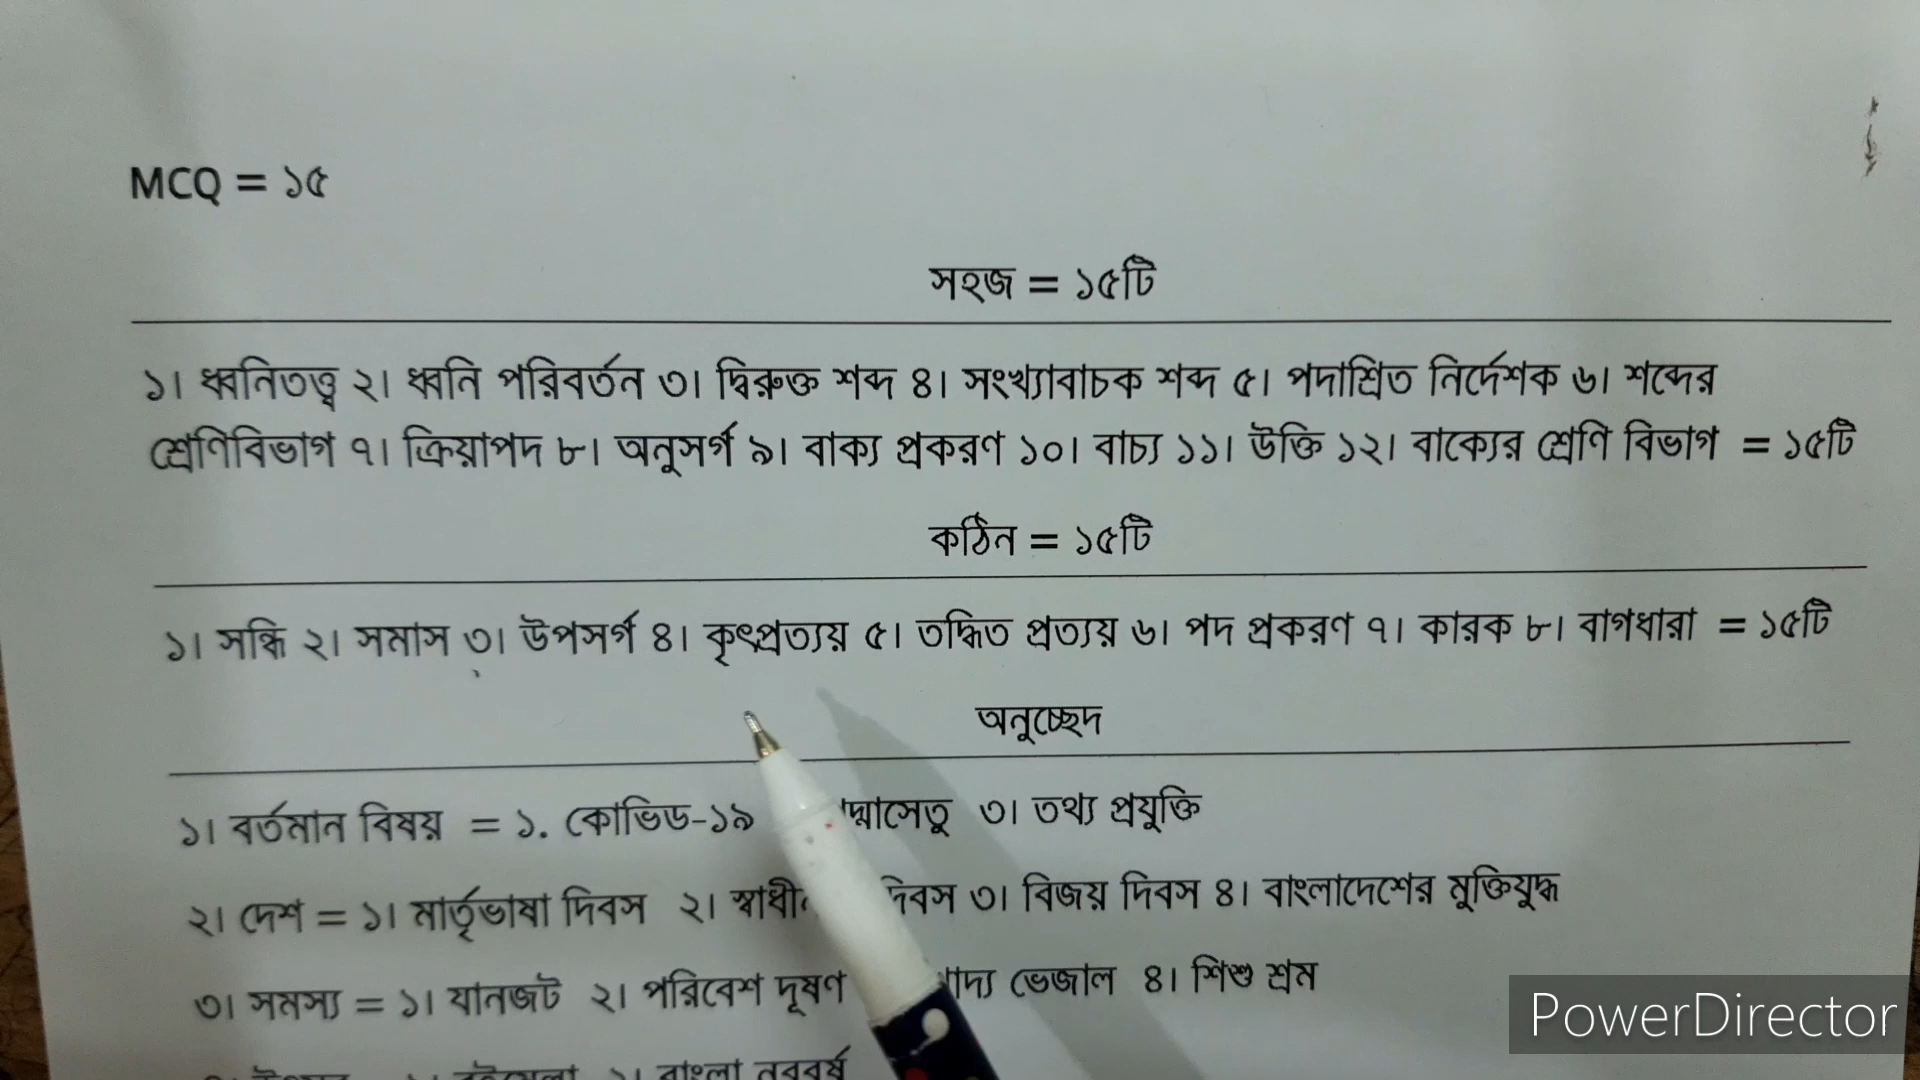 MCQ = ১৫
সহজ = ১৫টি
১। ধ্বনিতত্ত্ব ২। ধ্বনি পরিবর্তন ৩। দ্বিরুক্ত শব্দ ৪। সংখ্যাবাচক শব্দ ৫। পদাশ্রিত নির্দেশক ৬। শব্দের
শ্রেণিবিভাগ ৭। ক্রিয়াপদ ৮। অনুসর্গ ৯। বাক্য প্রকরণ ১০। বাচ্য ১১। উক্তি ১২। বাক্যের শ্রেণি বিভাগ = ১৫টি
কঠিন = ১৫টি
১। সন্ধি ২। সমাস ৩। উপসর্গ ৪। কৃৎপ্রত্যয় ৫। তদ্ধিত প্রত্যয় ৬। পদ প্রকরণ ৭। কারক ৮। বাগধারা = ১৫টি
অনুচ্ছেদ
১। বর্তমান বিষয় = ১. কোভিড-১৯ দ্মাসেতু ৩। তথ্য প্রযুক্তি
২। দেশ = ১। মার্তৃভাষা দিবস ২। স্বাধী দিবস ৩। বিজয় দিবস ৪। বাংলাদেশের মুক্তিযুদ্ধ
৩। সমস্য = ১। যানজট ২। পরিবেশ দূষণ াদ্য ভেজাল ৪। শিশু শ্রম
বইমেলা ২। বাংলা নববর্ষ
PowerDirector